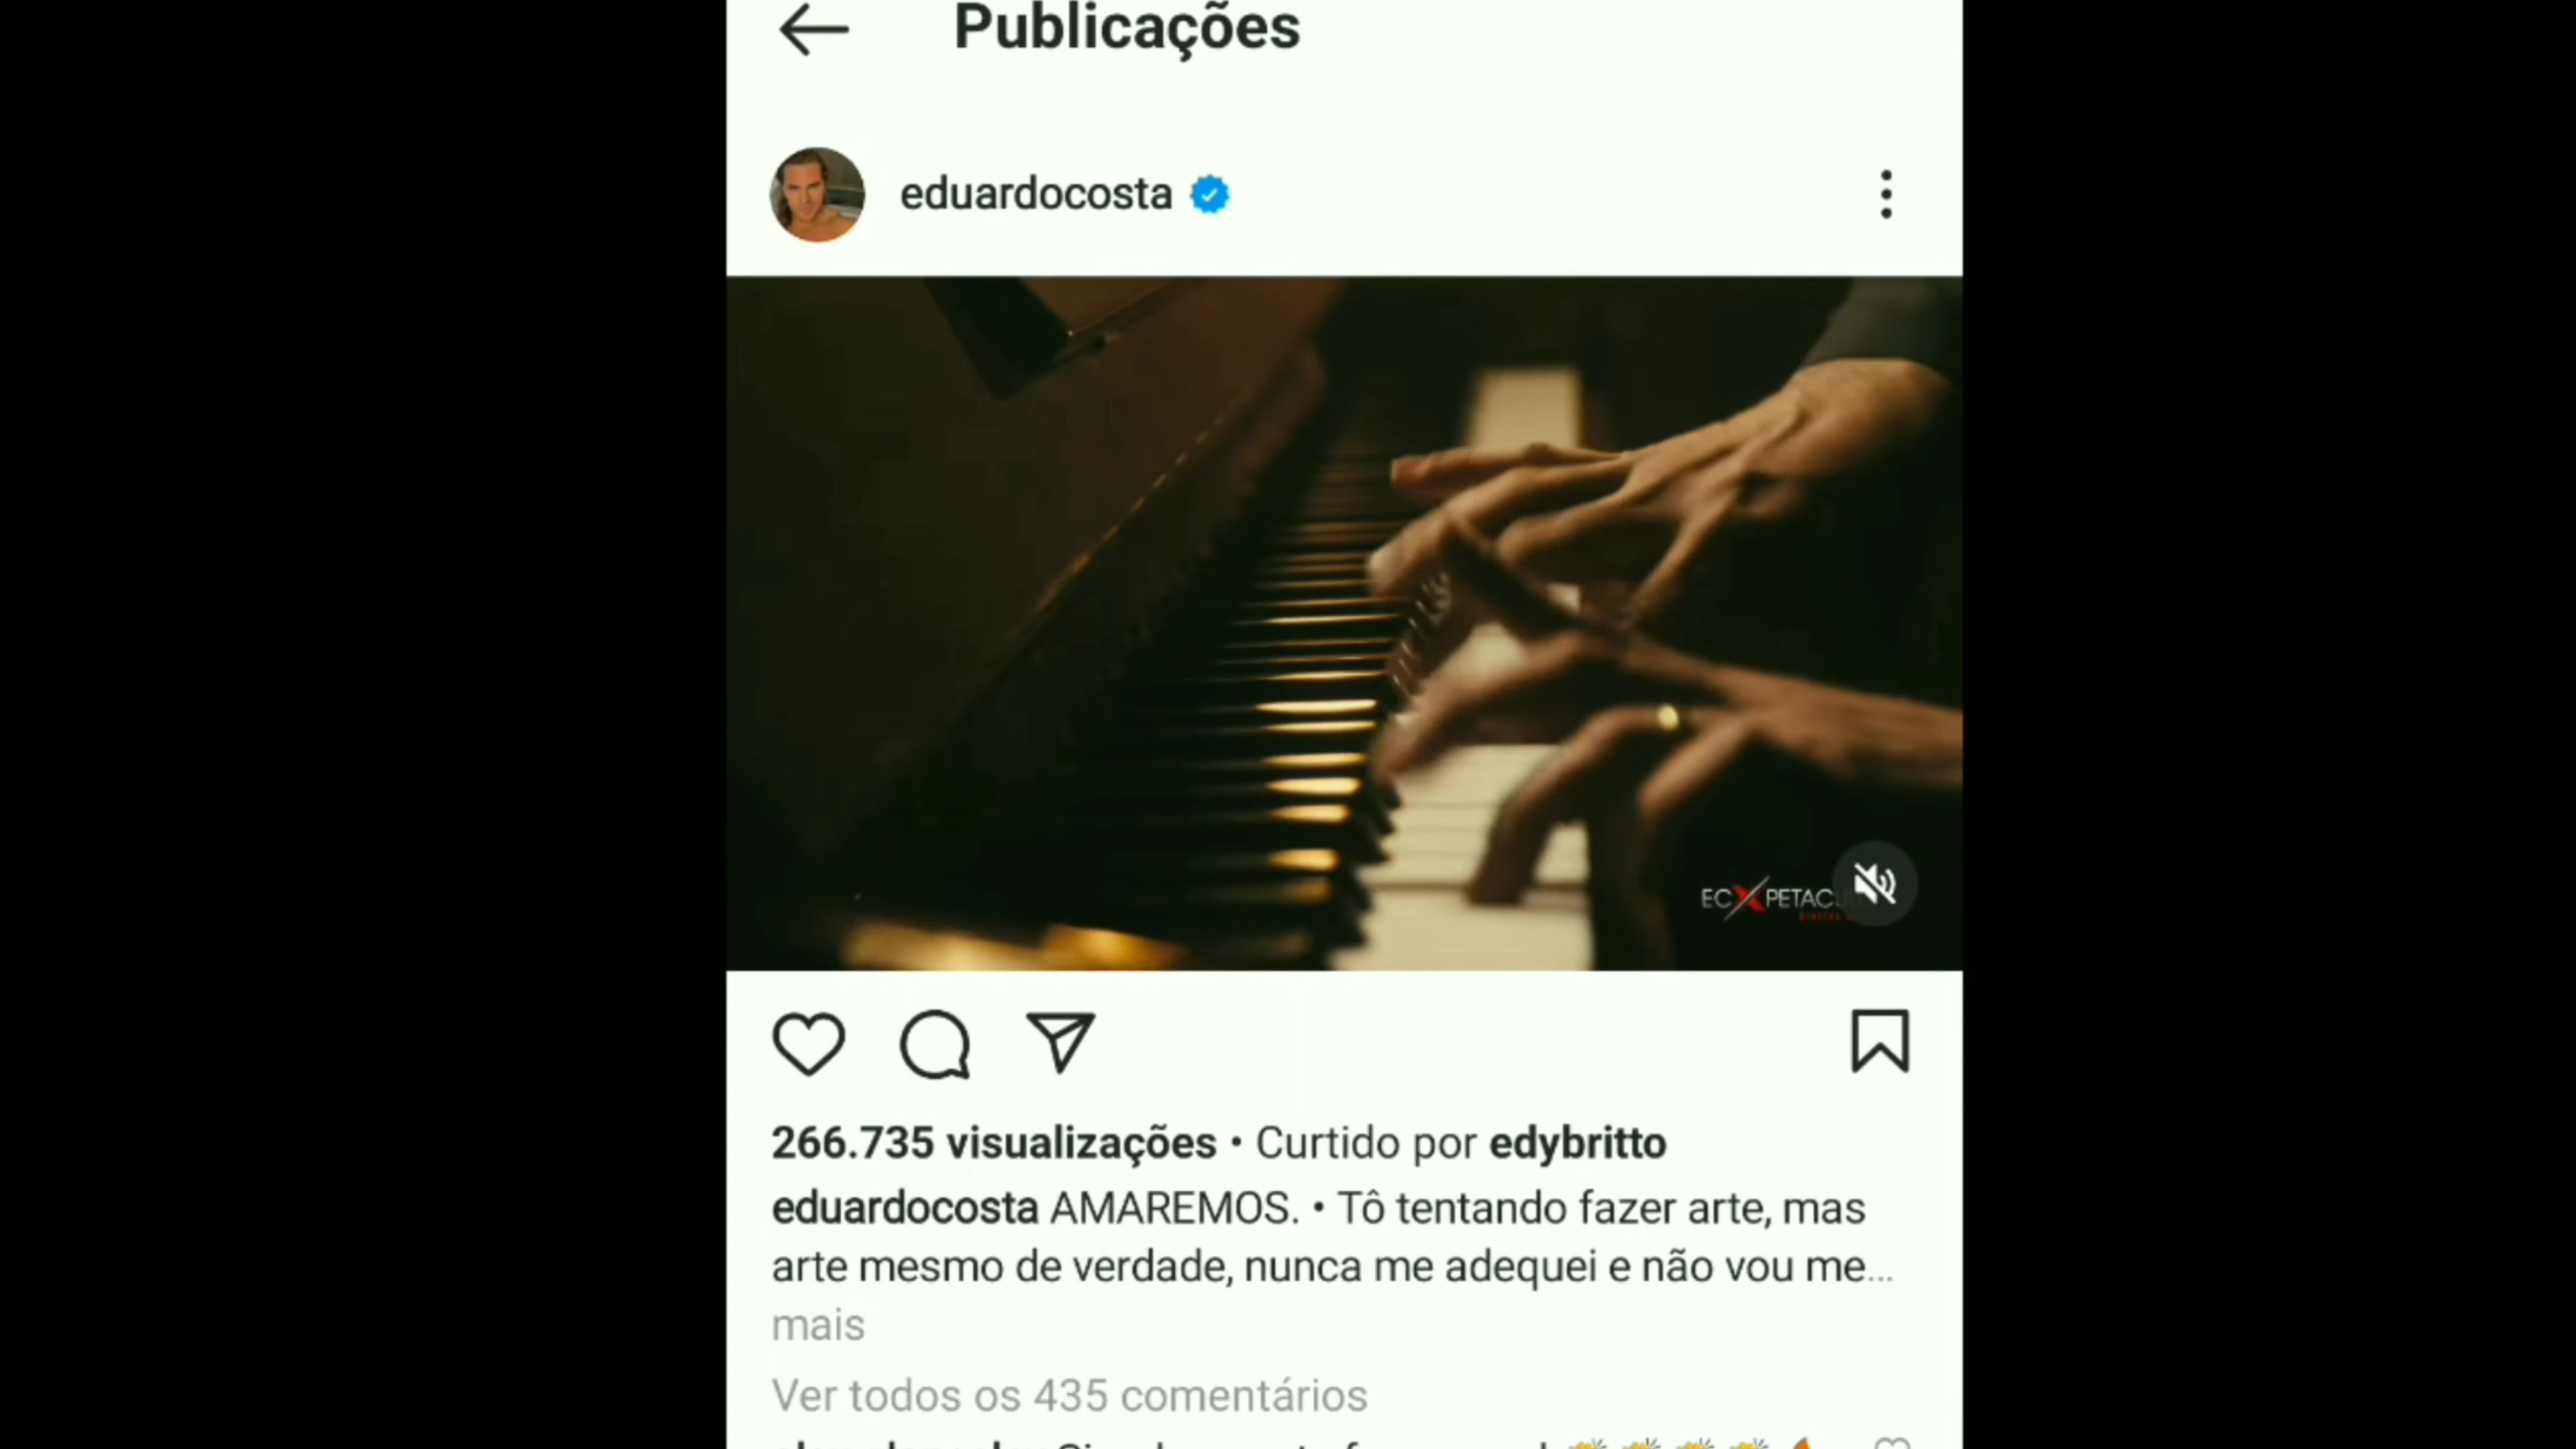 Publicações
eduardocosta
266.735 visualizações • Curtido por edybritto
eduardocosta AMAREMOS. • Tô tentando fazer arte, mas
arte mesmo de verdade, nunca me adequei e não vou me...
mais
Ver todos os 435 comentários